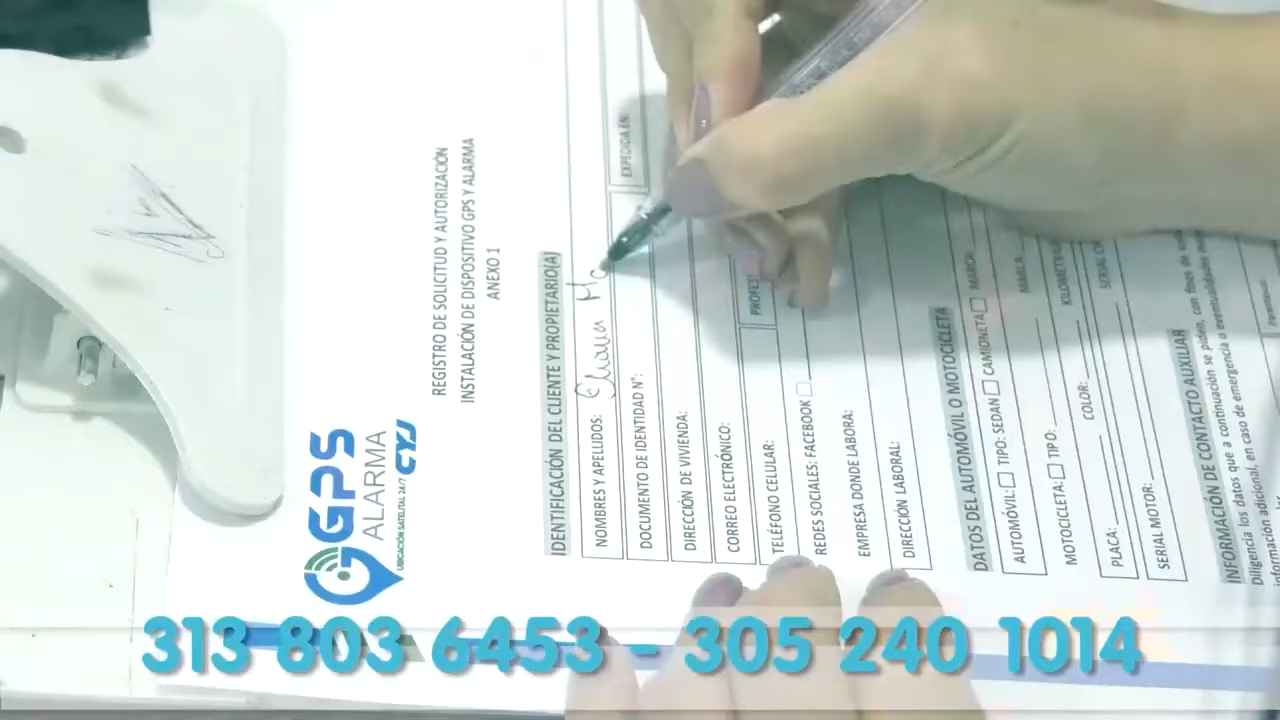 GPS
ALARMA
CYJ
UBICACIÓN SATELITAL 24/7
REGISTRO DE SOLICITUD Y AUTORIZACIÓN
INSTALACIÓN DE DISPOSITIVO GPS Y ALARMA
ANEXO 1
IDENTIFICACIÓN DEL CLIENTE Y PROPIETARIO(A)
NOMBRES Y APELLIDOS:
DOCUMENTO DE IDENTIDAD N°: EXPEDIDA EN
DIRECCIÓN DE VIVIENDA:
CORREO ELECTRÓNICO:
TELÉFONO CELULAR: PROFES
REDES SOCIALES: FACEBOOK
EMPRESA DONDE LABORA:
DIRECCIÓN LABORAL:
DATOS DEL AUTOMÓVIL O MOTOCICLETA
AUTOMÓVIL: TIPO: SEDAN CAMIONETA MARCA
MOTOCICLETA: TIPO:
PLACA: COLOR: KILOMETRA
SERIAL MOTOR: SERIAL
INFORMACIÓN DE CONTACTO AUXILIAR
Diligencia los datos que a continuación se piden, con fines de
información adicional, en caso de emergencia o eventualidades
313 803 6453 - 305 240 1014